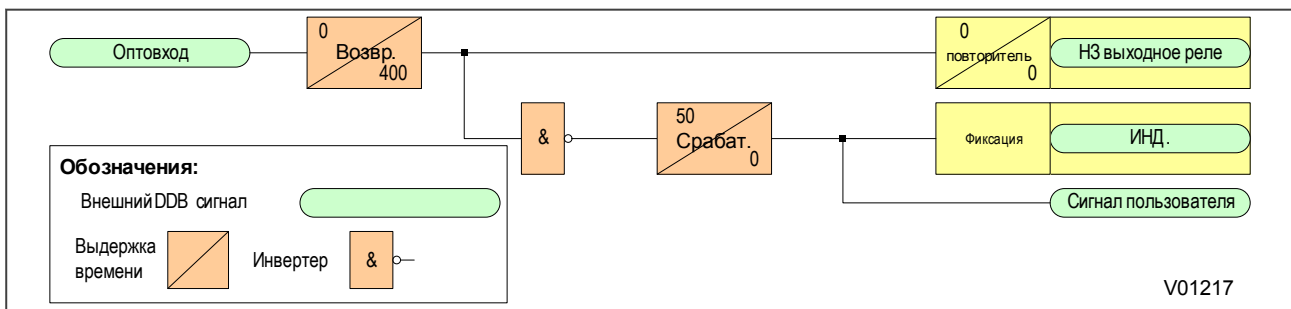 Оптовход
0
Возвр.
400
0
повторитель
0
НЗ выходное реле
&
50
Срабат.
0
Фиксация
ИНД.
Сигнал пользователя
Обозначения:
Внешний DDB сигнал
Выдержка
времени
Инвертер
&
V01217